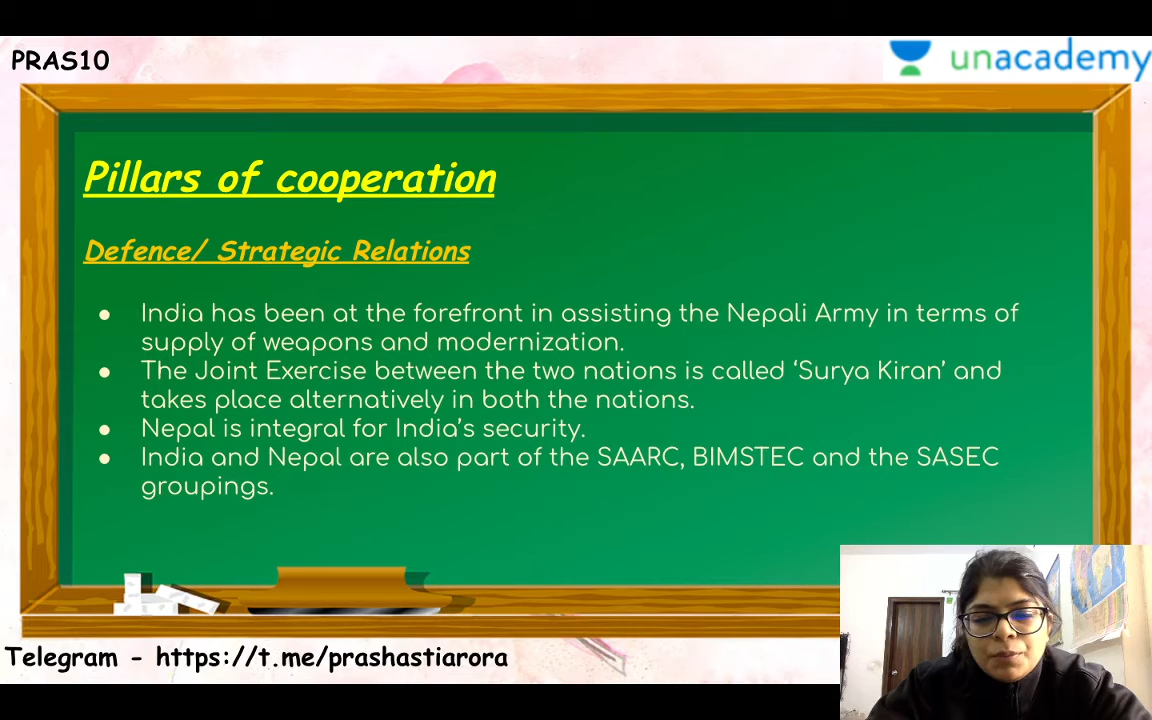 PRAS10
unacademy
Pillars of cooperation
Defence/ Strategic Relations
● India has been at the forefront in assisting the Nepali Army in terms of
supply of weapons and modernization.
● The Joint Exercise between the two nations is called ‘Surya Kiran’ and
takes place alternatively in both the nations.
● Nepal is integral for India’s security.
● India and Nepal are also part of the SAARC, BIMSTEC and the SASEC
groupings.
Telegram - https://t.me/prashastiarora